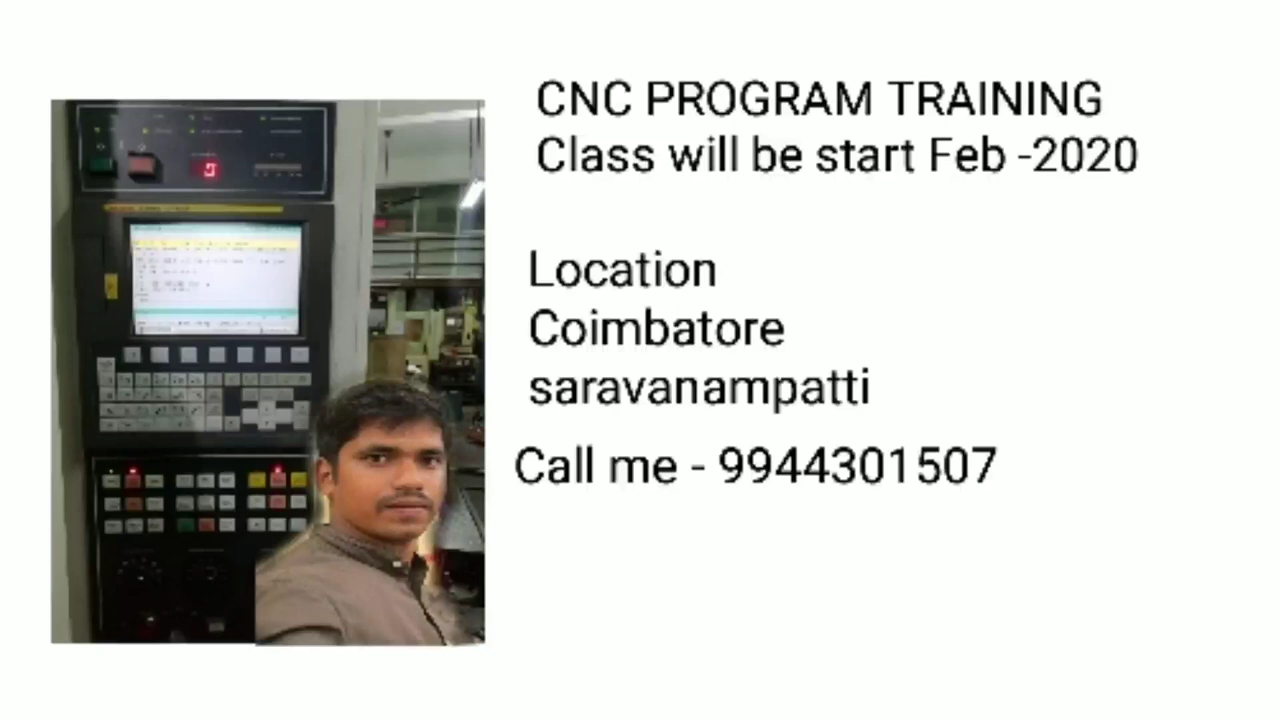 CNC PROGRAM TRAINING
Class will be start Feb -2020
Location
Coimbatore
saravanampatti
Call me - 9944301507